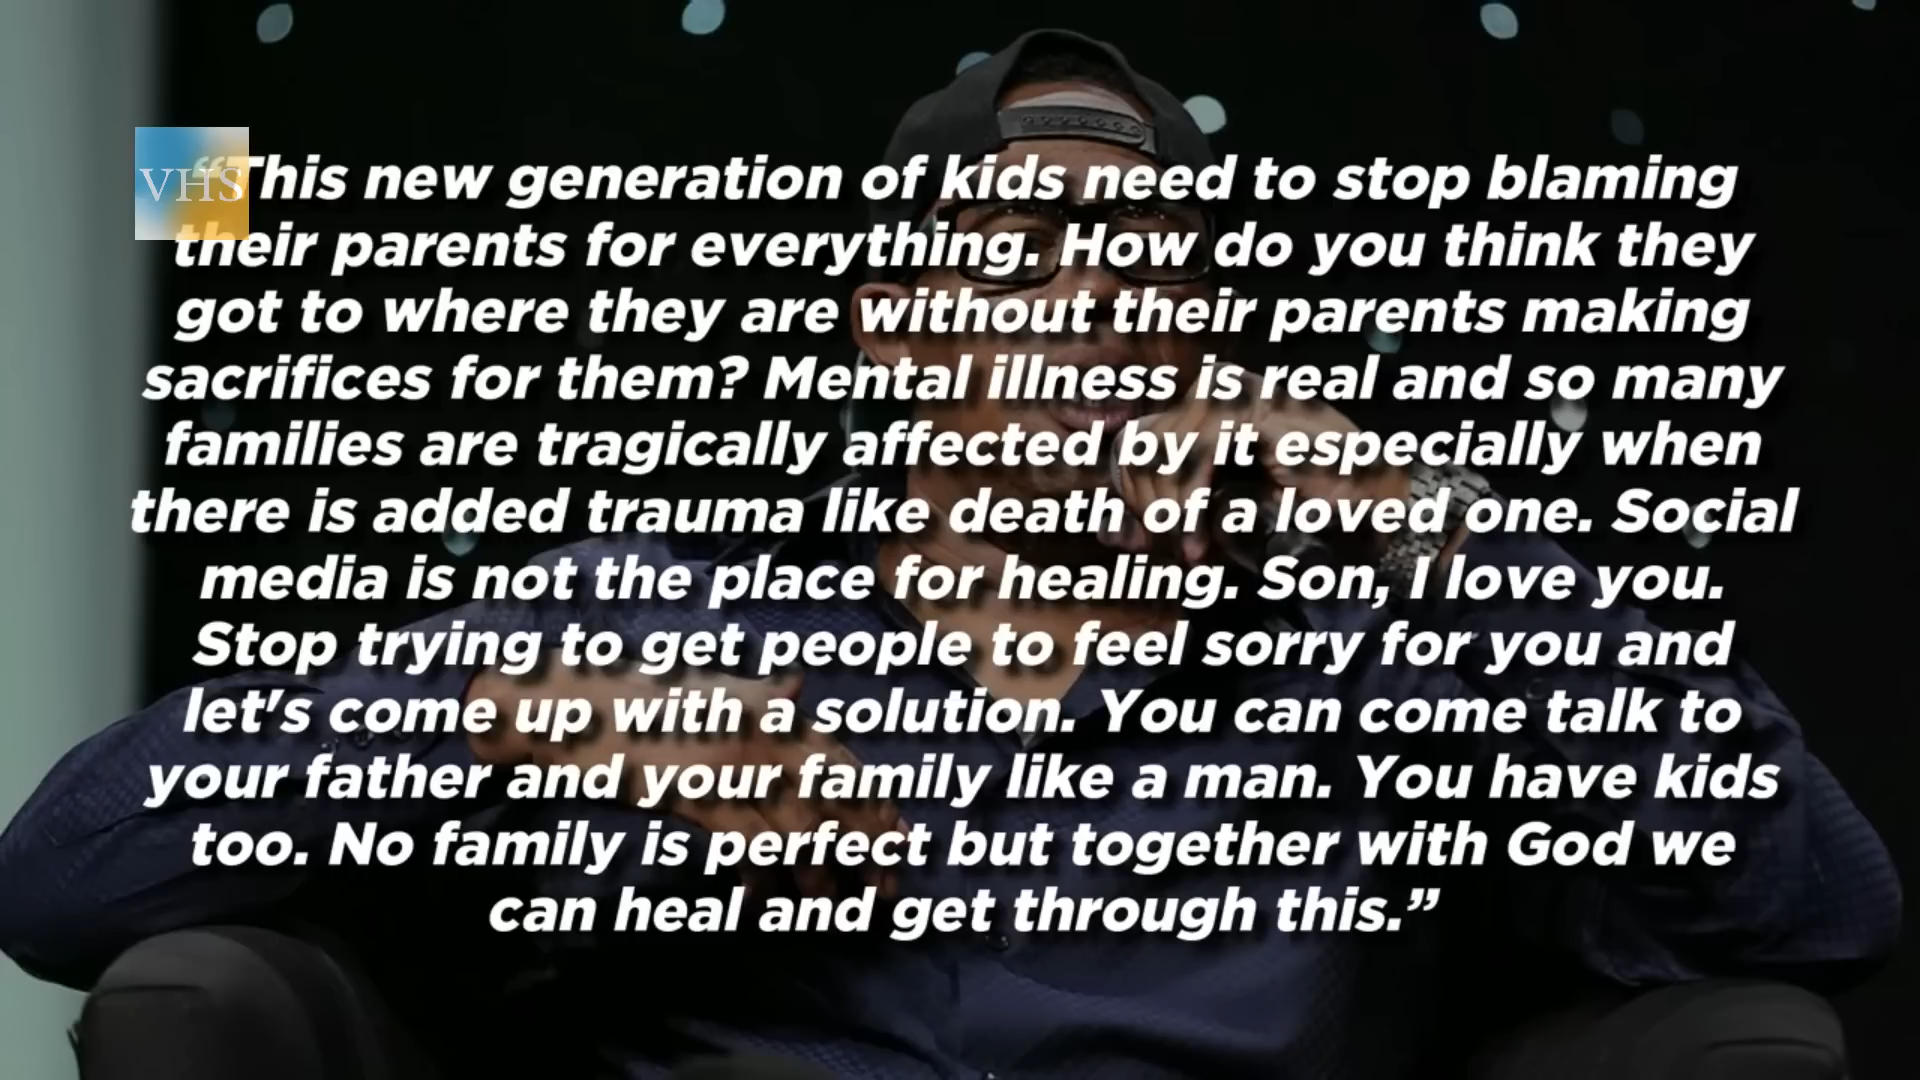 VHS
“This new generation of kids need to stop blaming
their parents for everything. How do you think they
got to where they are without their parents making
sacrifices for them? Mental illness is real and so many
families are tragically affected by it especially when
there is added trauma like death of a loved one. Social
media is not the place for healing. Son, I love you.
Stop trying to get people to feel sorry for you and
let's come up with a solution. You can come talk to
your father and your family like a man. You have kids
too. No family is perfect but together with God we
can heal and get through this.”